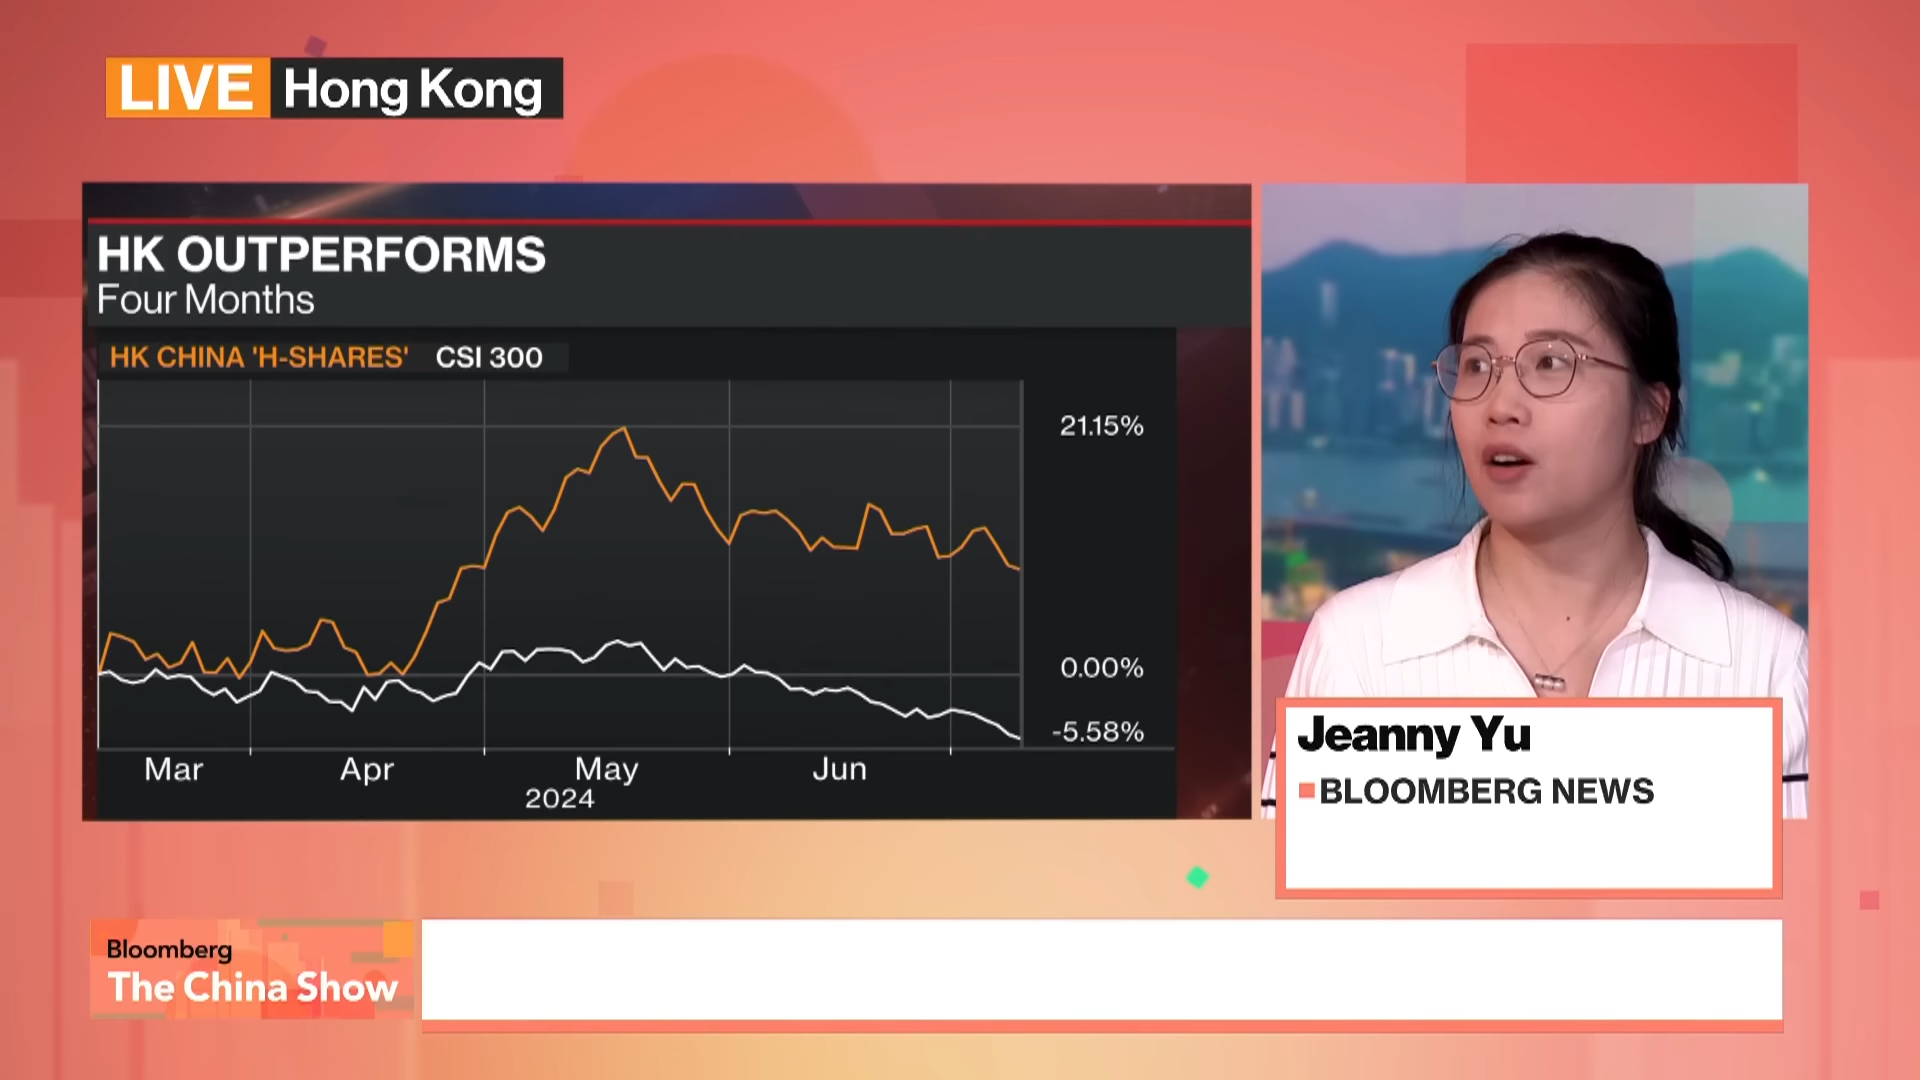 LIVE Hong Kong
HK OUTPERFORMS
Four Months
HK CHINA 'H-SHARES' CSI 300
21.15%
0.00%
-5.58%
Mar Apr May Jun
2024
Jeanny Yu
BLOOMBERG NEWS
Bloomberg
The China Show